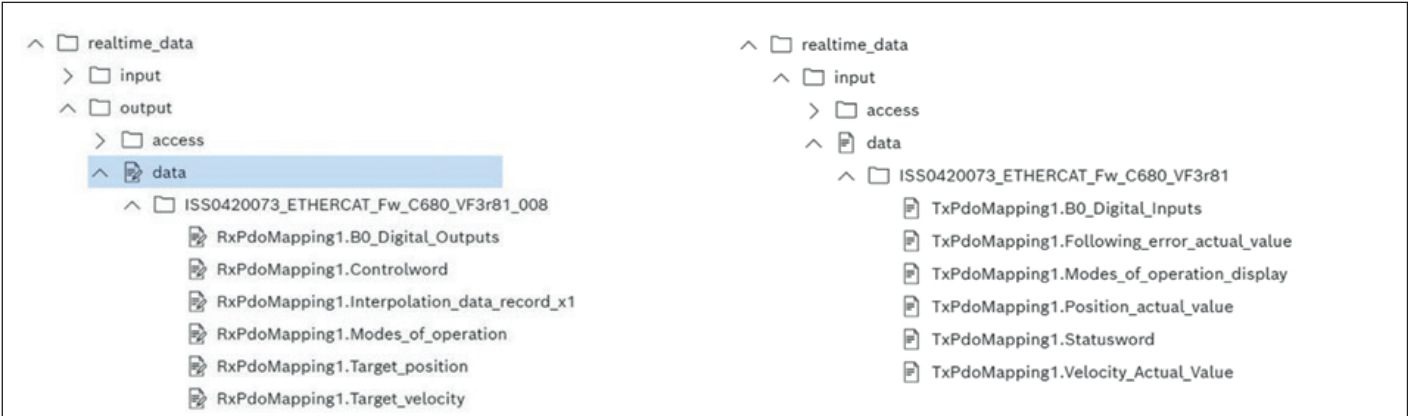 realtime_data
input
output
access
data
ISS0420073_ETHERCAT_Fw_C680_VF3r81_008
RxPdoMapping1.B0_Digital_Outputs
RxPdoMapping1.Controlword
RxPdoMapping1.Interpolation_data_record_x1
RxPdoMapping1.Modes_of_operation
RxPdoMapping1.Target_position
RxPdoMapping1.Target_velocity
realtime_data
input
access
data
ISS0420073_ETHERCAT_Fw_C680_VF3r81
TxPdoMapping1.B0_Digital_Inputs
TxPdoMapping1.Following_error_actual_value
TxPdoMapping1.Modes_of_operation_display
TxPdoMapping1.Position_actual_value
TxPdoMapping1.Statusword
TxPdoMapping1.Velocity_Actual_Value